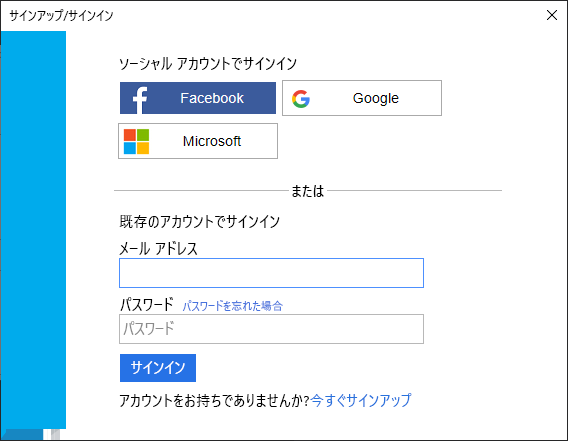 サインアップ/サインイン
ソーシャル アカウントでサインイン
Facebook
Google
Microsoft
または
既存のアカウントでサインイン
メール アドレス
パスワード パスワードを忘れた場合
パスワード
サインイン
アカウントをお持ちでありませんか?今すぐサインアップ